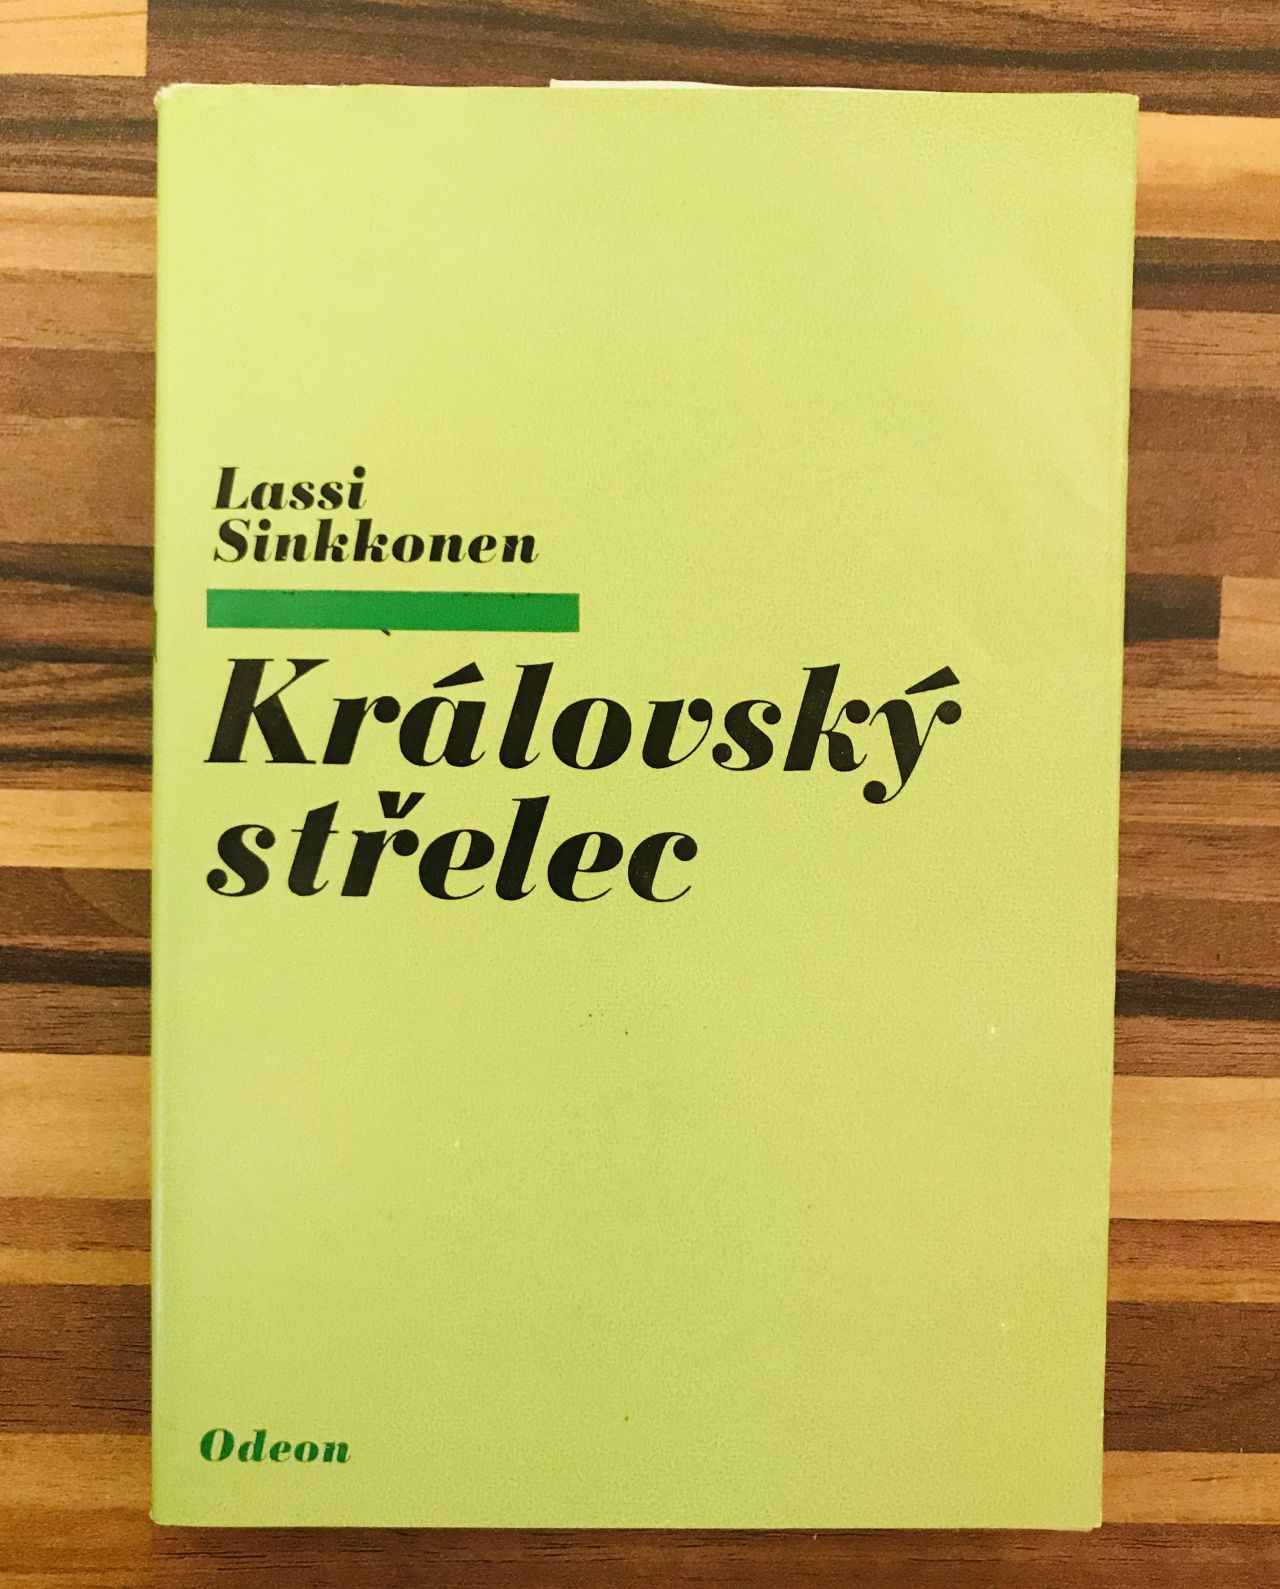 Lassi
Sinkkonen
Královský
střelec
Odeon